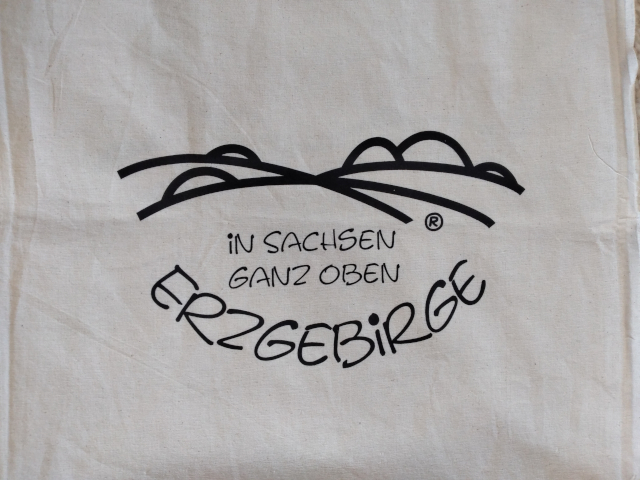 ®
iN SACHSEN
GANZ OBEN
ERZGEBiRGE